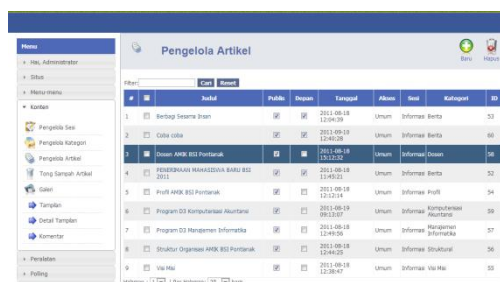 Menu
Hai, Administrator
Situs
Menu-menu
Konten
Pengelola Sesi
Pengelola Kategori
Pengelola Artikel
Tong Sampah Artikel
Galeri
Tampilan
Detail Tampilan
Komentar
Peralatan
Polling
Pengelola Artikel
Baru Hapus
Filter: Cari Reset
# Judul Publis Depan Tanggal Akses Sesi Kategori ID
1 Berbagi Sesama Insan 2011-08-18 12:04:39 Umum Informasi Berita 53
2 Coba coba 2011-09-10 12:40:28 Umum Informasi Berita 60
3 Dosen AMIK BSI Pontianak 2011-08-18 15:12:32 Umum Informasi Dosen 58
4 PENERIMAAN MAHASISWA BARU BSI 2011 2011-08-18 11:45:21 Umum Informasi Berita 52
5 Profil AMIK BSI Pontianak 2011-08-18 12:12:14 Umum Informasi Profil 54
6 Program D3 Komputerisasi Akuntansi 2011-08-19 09:12:07 Umum Informasi Komputerisasi Akuntansi 59
7 Program D3 Manajemen Informatika 2011-08-18 12:49:56 Umum Informasi Manajemen Informatika 57
8 Struktur Organisasi AMIK BSI Pontianak 2011-08-18 12:44:25 Umum Informasi Struktural 56
9 Visi Misi 2011-08-18 12:38:47 Umum Informasi Visi Misi 55